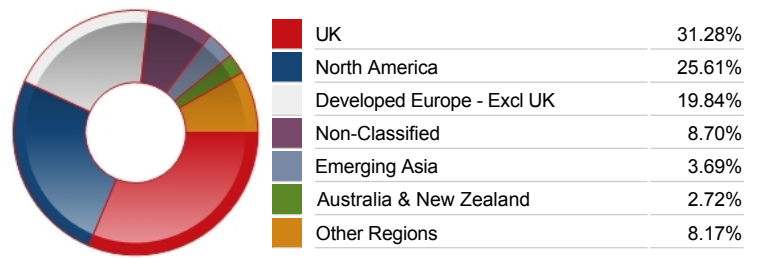 UK 31.28%
North America 25.61%
Developed Europe - Excl UK 19.84%
Non-Classified 8.70%
Emerging Asia 3.69%
Australia & New Zealand 2.72%
Other Regions 8.17%